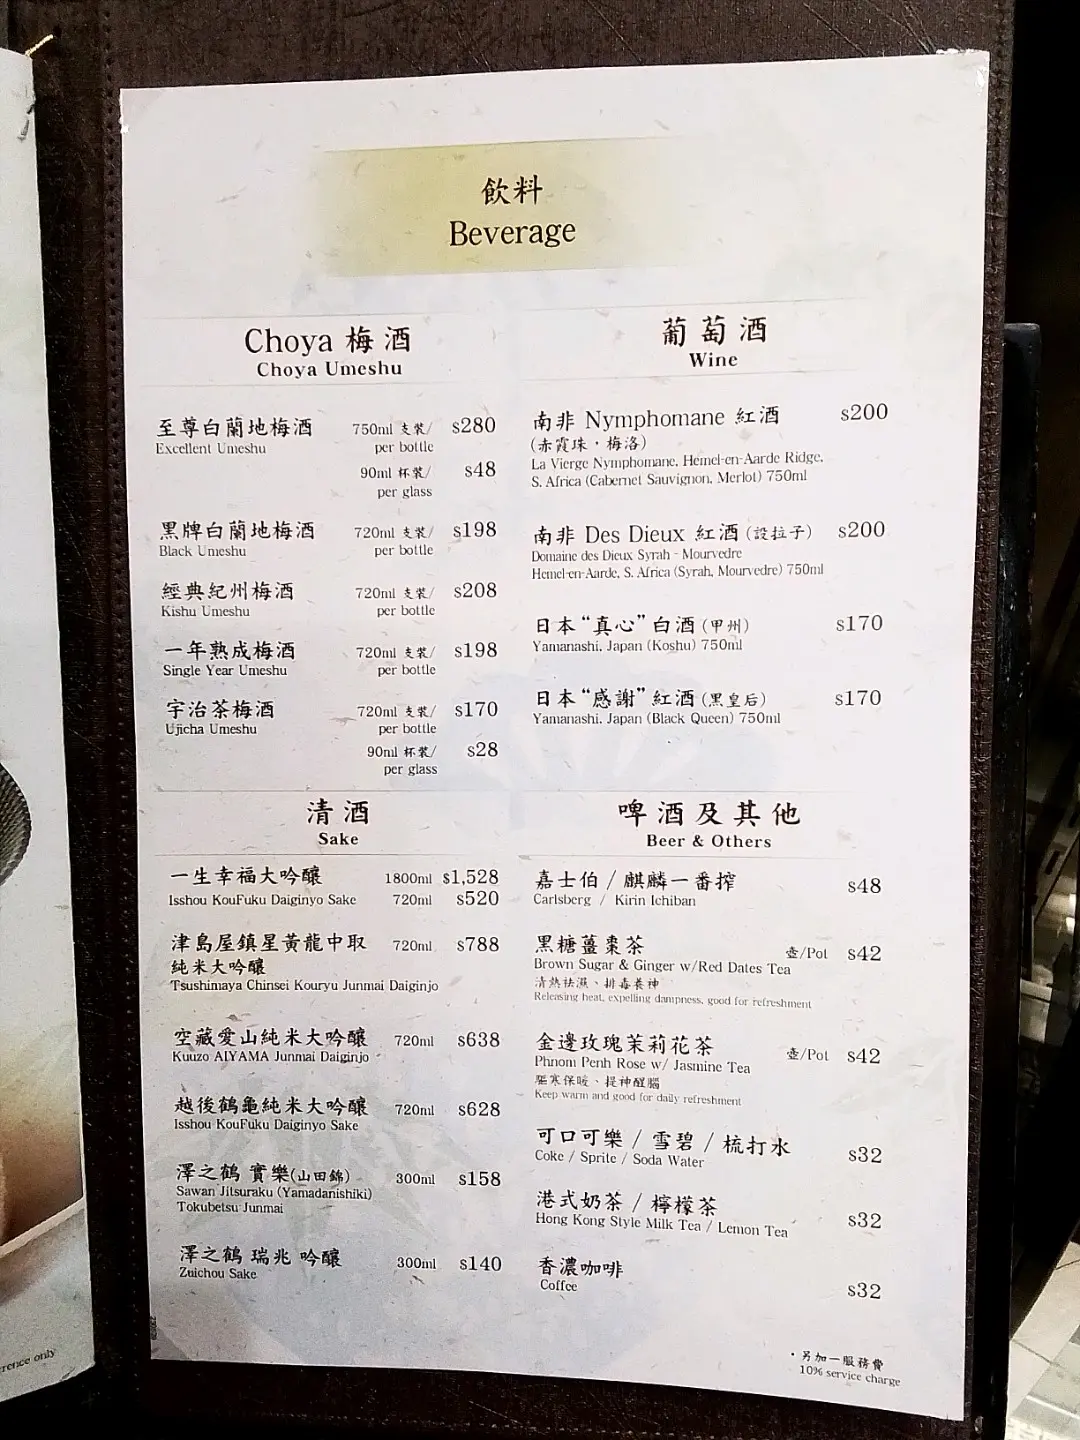 飲料
Beverage
Choya 梅酒
Choya Umeshu
至尊白蘭地梅酒 750ml 支裝/ $280
Excellent Umeshu per bottle
90ml 杯裝/ $48
per glass
黑牌白蘭地梅酒 720ml 支裝/ $198
Black Umeshu per bottle
經典紀州梅酒 720ml 支裝/ $208
Kishu Umeshu per bottle
一年熟成梅酒 720ml 支裝/ $198
Single Year Umeshu per bottle
宇治茶梅酒 720ml 支裝/ $170
Ujicha Umeshu per bottle
90ml 杯裝/ $28
per glass
葡萄酒
Wine
南非 Nymphomane 紅酒 $200
(赤霞珠，梅洛)
La Vierge Nymphomane, Hemel-en-Aarde Ridge,
S. Africa (Cabernet Sauvignon, Merlot) 750ml
南非 Des Dieux 紅酒 (設拉子) $200
Domaine des Dieux Syrah - Mourvedre
Hemel-en-Aarde, S. Africa (Syrah, Mourvedre) 750ml
日本“真心”白酒 (甲州) $170
Yamanashi, Japan (Koshu) 750ml
日本“感謝”紅酒 (黑皇后) $170
Yamanashi, Japan (Black Queen) 750ml
清酒
Sake
一生幸福大吟釀 1800ml $1,528
Isshou KouFuku Daiginyo Sake 720ml $520
津島屋鎮星黃龍中取 720ml $788
純米大吟釀
Tsushimaya Chinsei Kouryu Junmai Daiginjo
空藏愛山純米大吟釀 720ml $638
Kuuzo AIYAMA Junmai Daiginjo
越後鶴龜純米大吟釀 720ml $628
Isshou KouFuku Daiginyo Sake
澤之鶴 實樂(山田錦) 300ml $158
Sawan Jitsuraku (Yamadanishiki)
Tokubetsu Junmai
澤之鶴 瑞兆 吟釀 300ml $140
Zuichou Sake
啤酒及其他
Beer & Others
嘉士伯 / 麒麟一番搾 $48
Carlsberg / Kirin Ichiban
黑糖薑棗茶 壺/Pot $42
Brown Sugar & Ginger w/Red Dates Tea
清熱祛濕、排毒養神
Releasing heat, expelling dampness, good for refreshment
金邊玫瑰茉莉花茶 壺/Pot $42
Phnom Penh Rose w/ Jasmine Tea
驅寒保暖、提神醒腦
Keep warm and good for daily refreshment
可口可樂 / 雪碧 / 梳打水 $32
Coke / Sprite / Soda Water
港式奶茶 / 檸檬茶 $32
Hong Kong Style Milk Tea / Lemon Tea
香濃咖啡 $32
Coffee
・另加一服務費
10% service charge
rence only